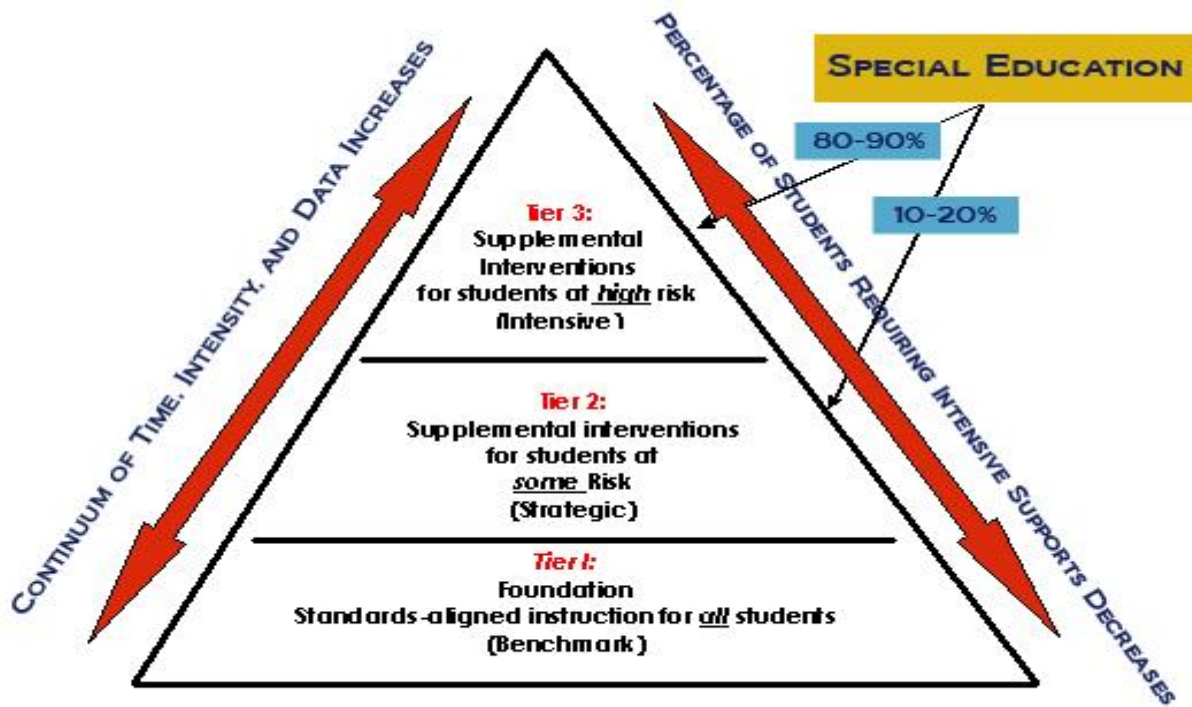 CONTINUUM OF TIME, INTENSITY, AND DATA INCREASES
PERCENTAGE OF STUDENTS REQUIRING INTENSIVE SUPPORTS DECREASES
SPECIAL EDUCATION
80-90%
10-20%
Tier 3:
Supplemental
Interventions
for students at high risk
(Intensive)
Tier 2:
Supplemental interventions
for students at
some Risk
(Strategic)
Tier I:
Foundation
Standards-aligned instruction for all students
(Benchmark)